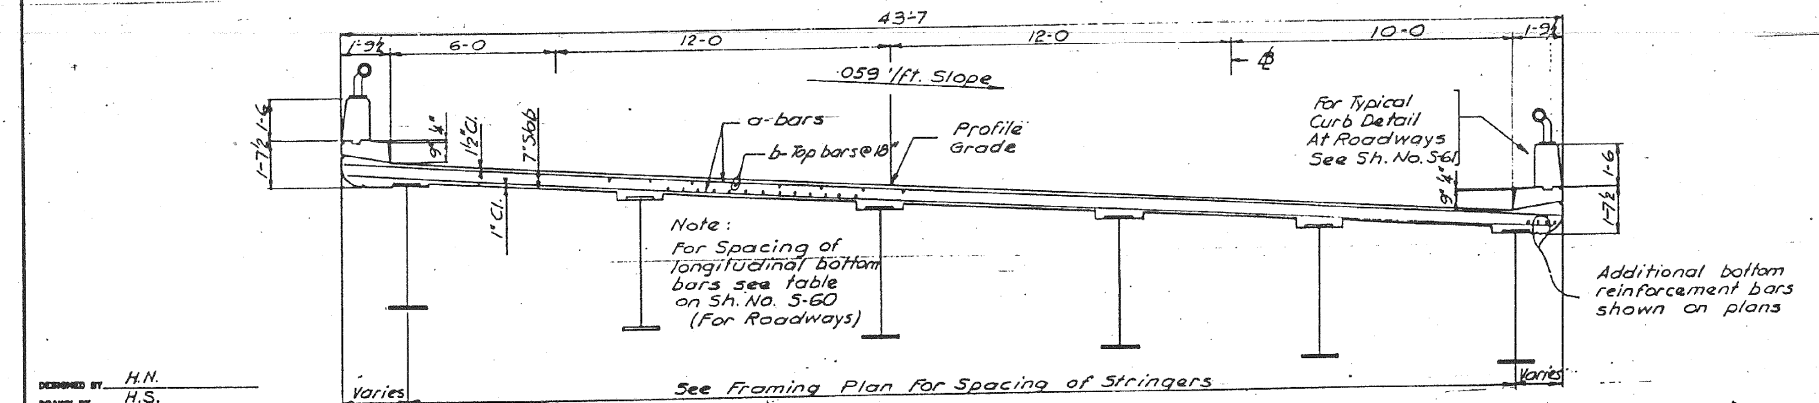 43'-7
1'-9½ 6-0 12-0 12-0 10-0 1-9½
.059 '/ft. Slope
1-7½ 1-6
9" ¼"
1½" Cl.
7" Slab
1" Cl.
a-bars
b-Top bars @ 18"
Profile
Grade
For Typical
Curb Detail
At Roadways
See Sh. No. S-61
9" ¼"
1-7½ 1-6
Note:
For Spacing of
longitudinal bottom
bars see table
on Sh. No. S-60
(For Roadways)
Additional bottom
reinforcement bars
shown on plans
Varies
See Framing Plan For Spacing of Stringers
Varies
DESIGNED BY H.N.
H.S.